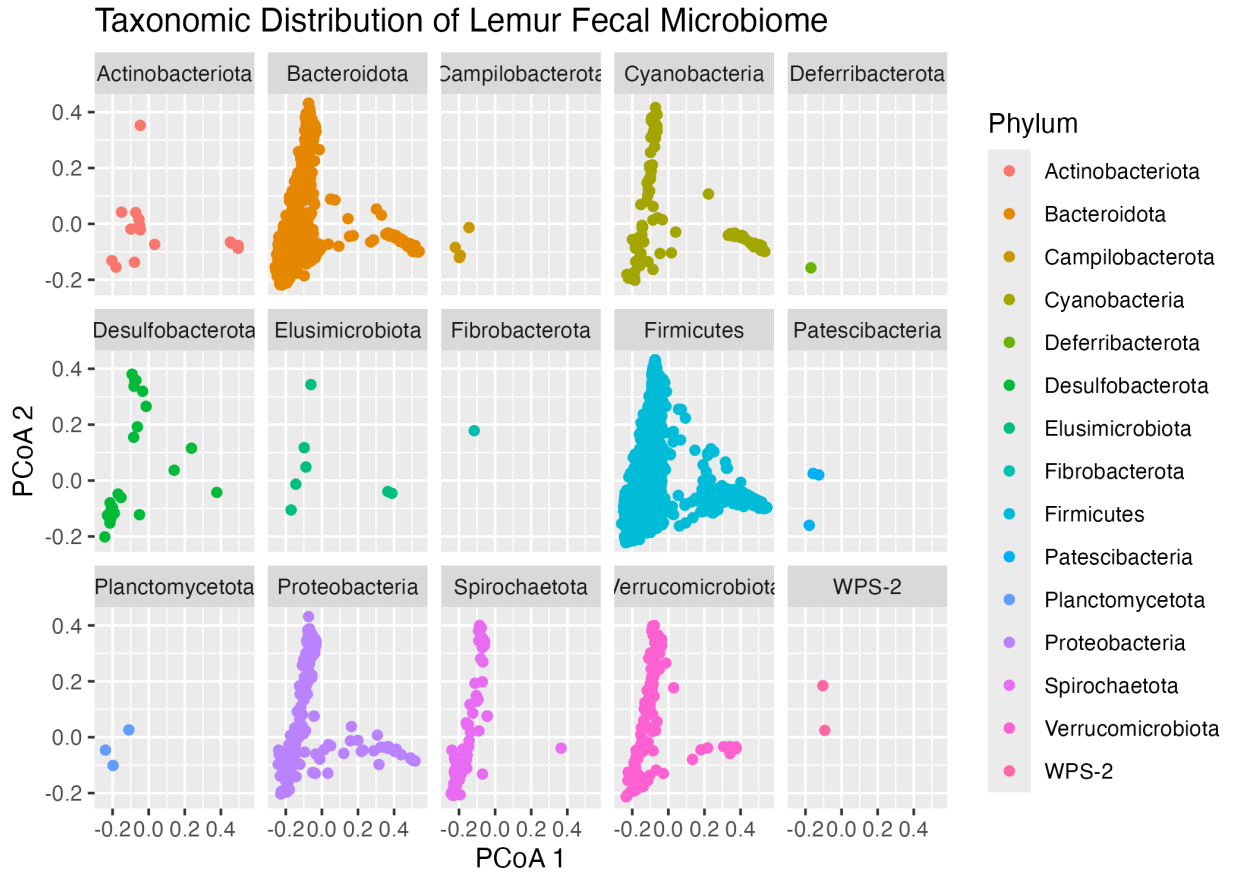 Taxonomic Distribution of Lemur Fecal Microbiome
Actinobacteriota Bacteroidota Campilobacterota Cyanobacteria Deferribacterota
0.4
0.2
0.0
-0.2
Desulfobacterota Elusimicrobiota Fibrobacterota Firmicutes Patescibacteria
0.4
0.2
0.0
-0.2
Planctomycetota Proteobacteria Spirochaetota Verrucomicrobiota WPS-2
0.4
0.2
0.0
-0.2
-0.2 0.0 0.2 0.4 -0.2 0.0 0.2 0.4 -0.2 0.0 0.2 0.4 -0.2 0.0 0.2 0.4 -0.2 0.0 0.2 0.4
PCoA 1
PCoA 2
Phylum
Actinobacteriota
Bacteroidota
Campilobacterota
Cyanobacteria
Deferribacterota
Desulfobacterota
Elusimicrobiota
Fibrobacterota
Firmicutes
Patescibacteria
Planctomycetota
Proteobacteria
Spirochaetota
Verrucomicrobiota
WPS-2